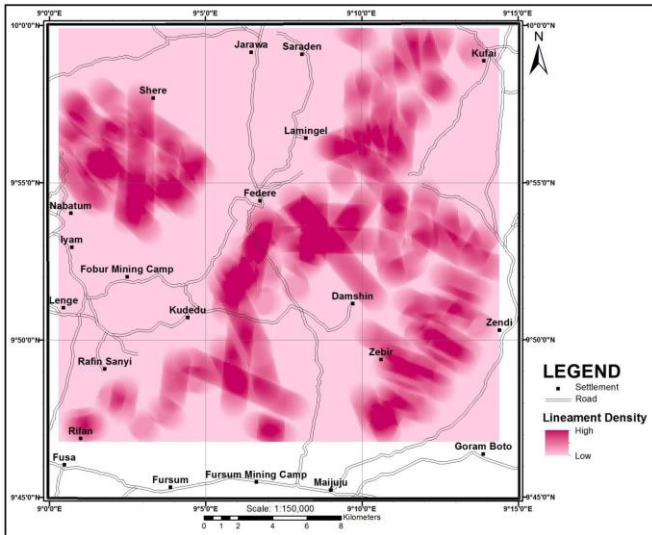 9°0'0"E 9°5'0"E 9°10'0"E 9°15'0"E
10°0'0"N 10°0'0"N
N
Jarawa
Saraden
Kufai
Shere
Lamingel
9°55'0"N 9°55'0"N
Federe
Nabatum
Iyam
Fobur Mining Camp
Lenge
Kudedu
Damshin
Zendi
9°50'0"N 9°50'0"N
Zebir
Rafin Sanyi
LEGEND
Settlement
Road
Lineament Density
High
Low
Rifan
Goram Boto
Fusa
Fursum
Fursum Mining Camp
Maijuju
9°45'0"N 9°45'0"N
9°0'0"E 9°5'0"E 9°10'0"E 9°15'0"E
Scale: 1:150,000
Kilometers
0 1 2 4 6 8